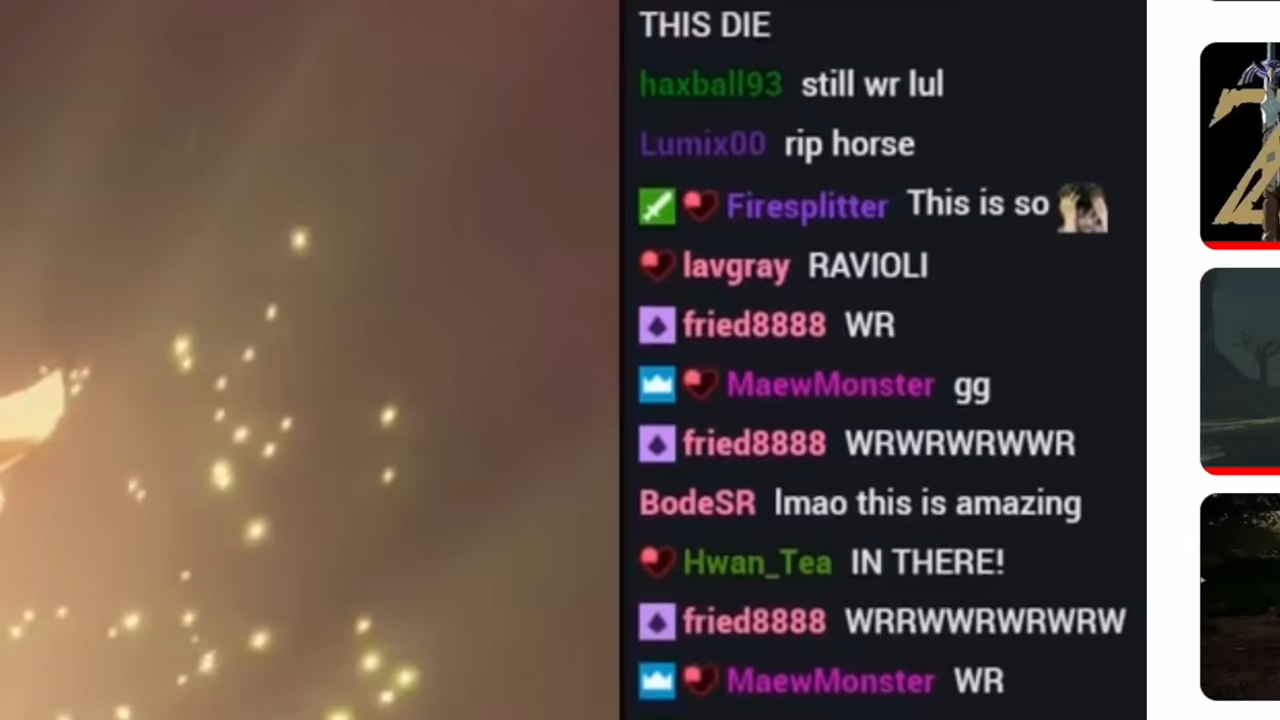 THIS DIE
haxball93 still wr lul
Lumix00 rip horse
Firesplitter This is so
lavgray RAVIOLI
fried8888 WR
MaewMonster gg
fried8888 WRWRWRWWR
BodeSR lmao this is amazing
Hwan_Tea IN THERE!
fried8888 WRRWWRWRWRW
MaewMonster WR